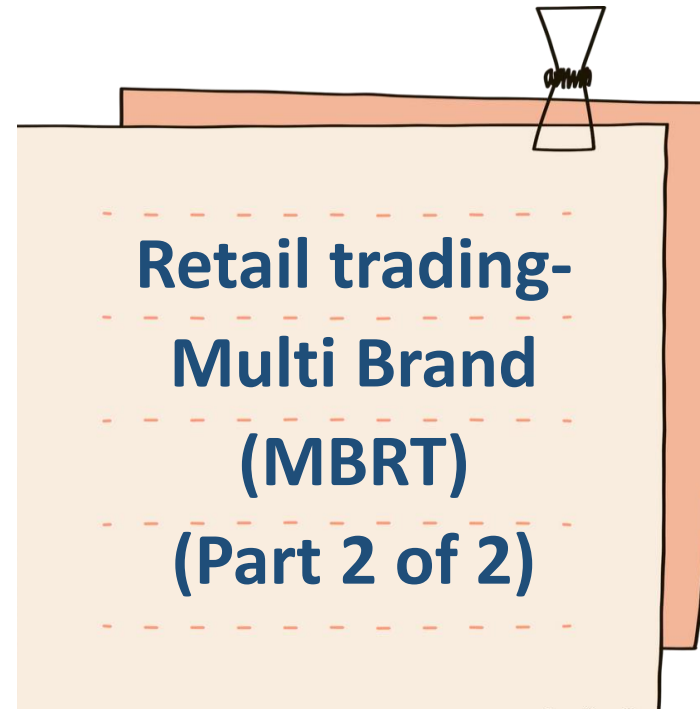 Retail trading-
Multi Brand
(MBRT)
(Part 2 of 2)